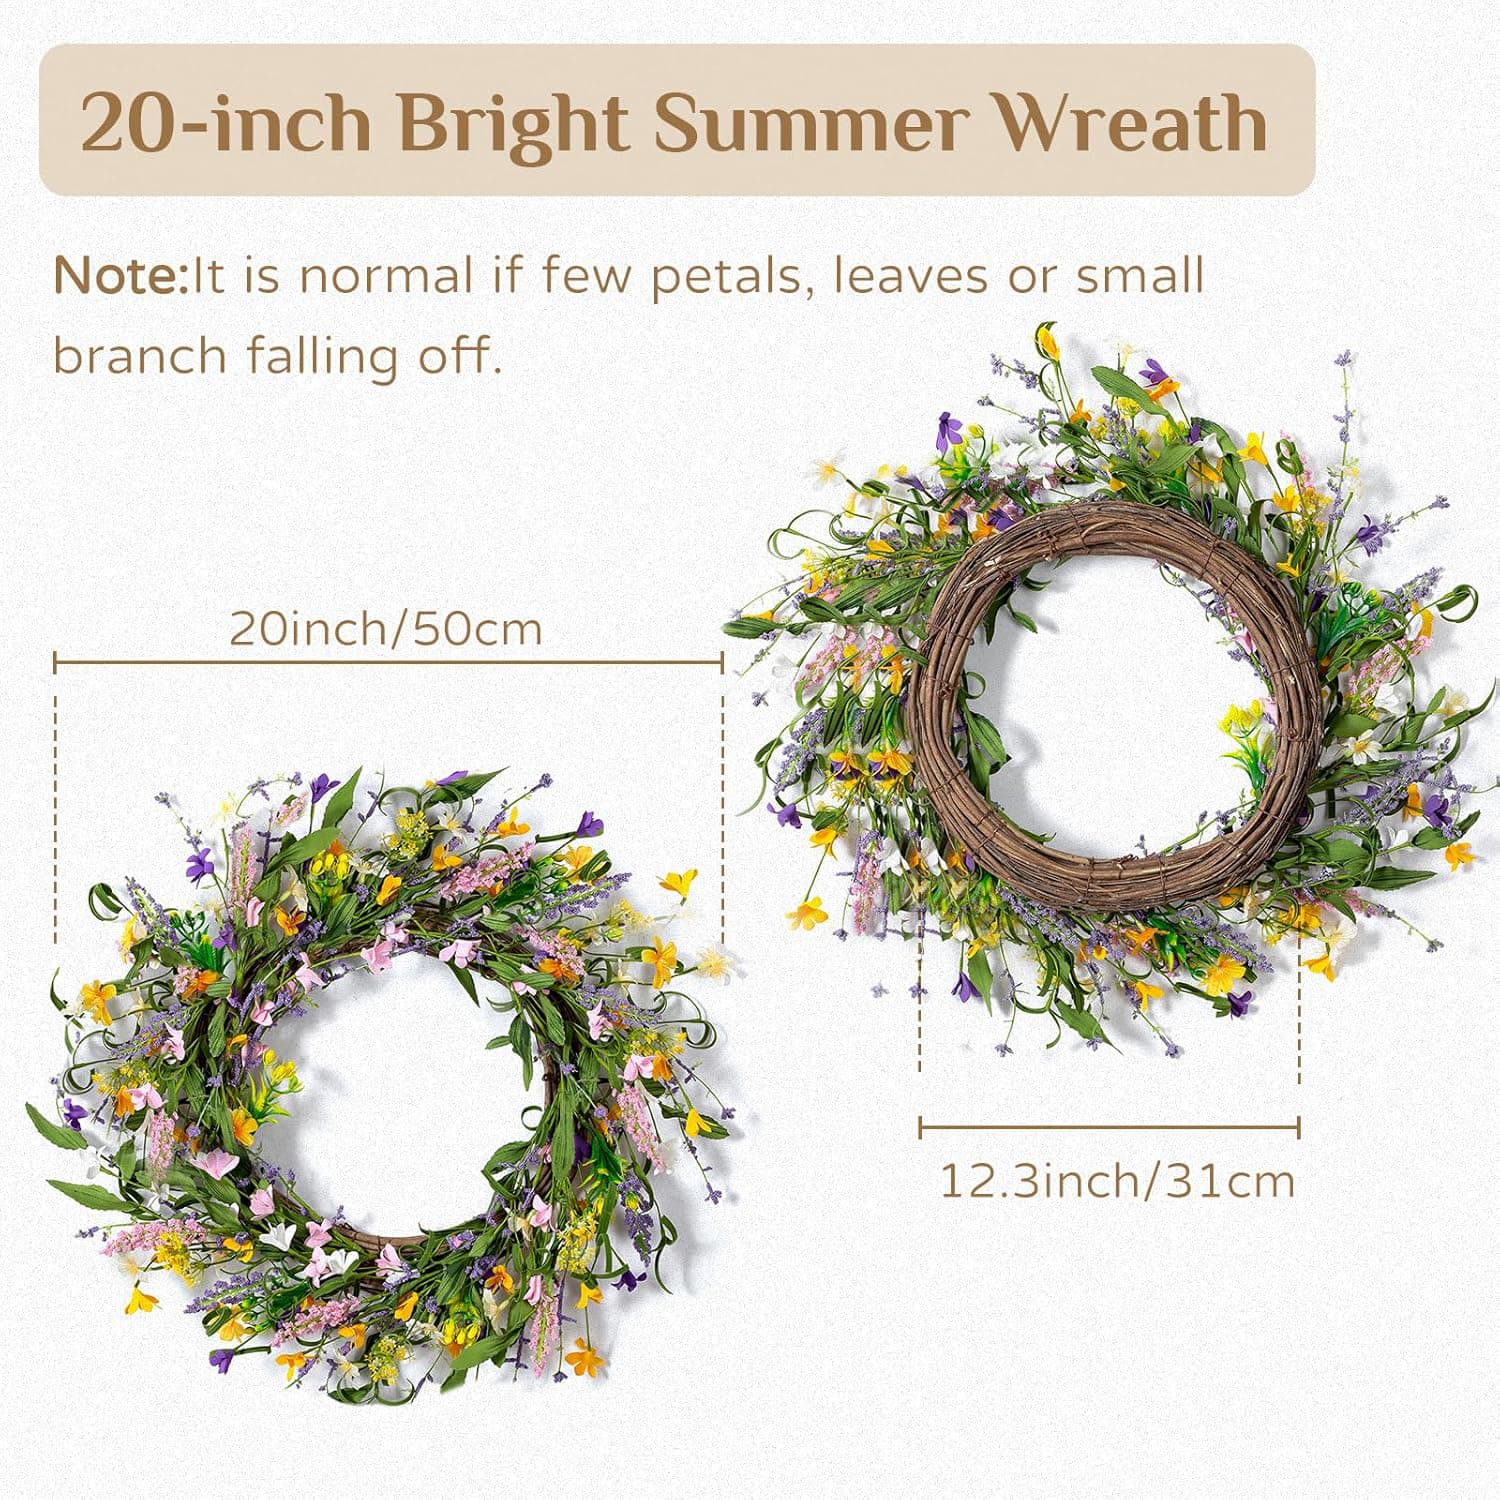 20-inch Bright Summer Wreath
Note:It is normal if few petals, leaves or small
branch falling off.
20inch/50cm
12.3inch/31cm